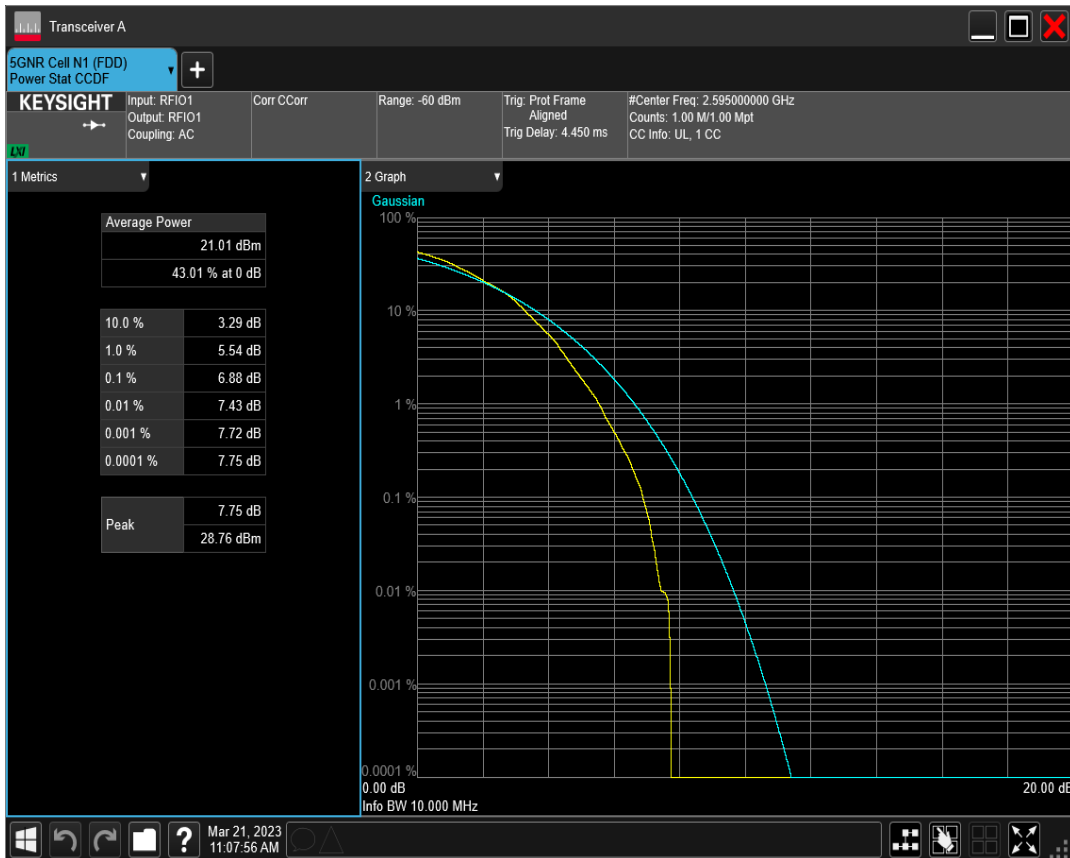 Transceiver A
5GNR Cell N1 (FDD)
Power Stat CCDF
+
KEYSIGHT
LXI
Input: RFIO1
Output: RFIO1
Coupling: AC
Corr CCorr
Range: -60 dBm
Trig: Prot Frame
Aligned
Trig Delay: 4.450 ms
#Center Freq: 2.595000000 GHz
Counts: 1.00 M/1.00 Mpt
CC Info: UL, 1 CC
1 Metrics
Average Power
21.01 dBm
43.01 % at 0 dB
10.0 % 3.29 dB
1.0 % 5.54 dB
0.1 % 6.88 dB
0.01 % 7.43 dB
0.001 % 7.72 dB
0.0001 % 7.75 dB
Peak 7.75 dB
28.76 dBm
2 Graph
Gaussian
100 %
10 %
1 %
0.1 %
0.01 %
0.001 %
0.0001 %
0.00 dB 20.00 dB
Info BW 10.000 MHz
?
Mar 21, 2023
11:07:56 AM